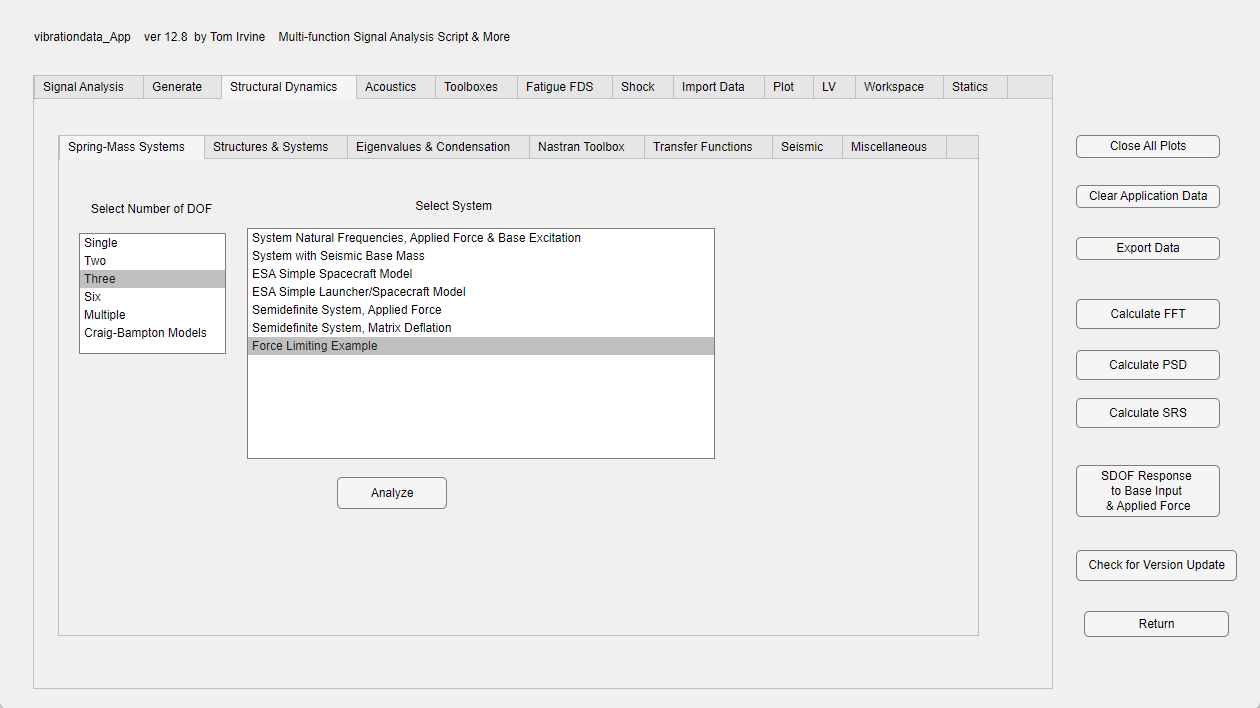 vibrationdata_App    ver 12.8  by Tom Irvine    Multi-function Signal Analysis Script & More
Signal Analysis
Generate
Structural Dynamics
Acoustics
Toolboxes
Fatigue FDS
Shock
Import Data
Plot
LV
Workspace
Statics
Spring-Mass Systems
Structures & Systems
Eigenvalues & Condensation
Nastran Toolbox
Transfer Functions
Seismic
Miscellaneous
Select Number of DOF
Single
Two
Three
Six
Multiple
Craig-Bampton Models
Select System
System Natural Frequencies, Applied Force & Base Excitation
System with Seismic Base Mass
ESA Simple Spacecraft Model
ESA Simple Launcher/Spacecraft Model
Semidefinite System, Applied Force
Semidefinite System, Matrix Deflation
Force Limiting Example
Analyze
Close All Plots
Clear Application Data
Export Data
Calculate FFT
Calculate PSD
Calculate SRS
SDOF Response
to Base Input
& Applied Force
Check for Version Update
Return